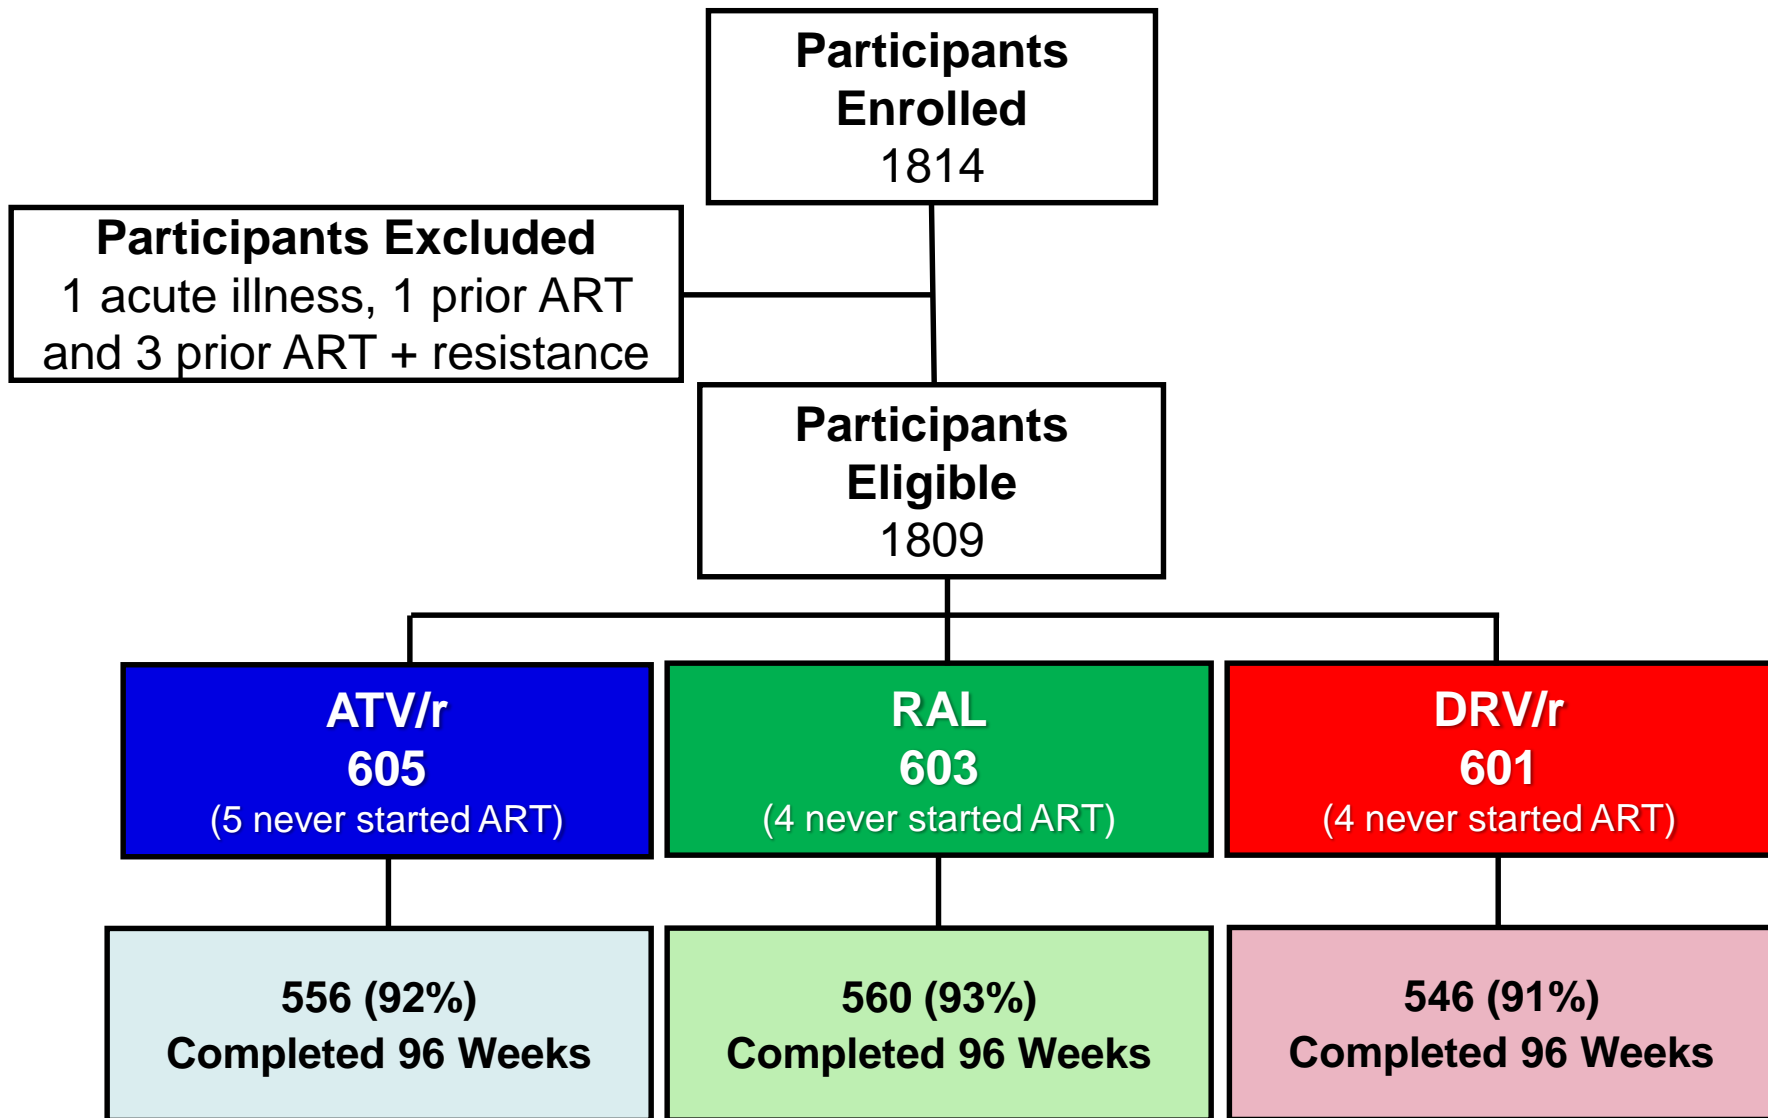 Participants
Enrolled
1814
Participants Excluded
1 acute illness, 1 prior ART
and 3 prior ART + resistance
Participants
Eligible
1809
ATV/r
605
(5 never started ART)
RAL
603
(4 never started ART)
DRV/r
601
(4 never started ART)
556 (92%)
Completed 96 Weeks
560 (93%)
Completed 96 Weeks
546 (91%)
Completed 96 Weeks